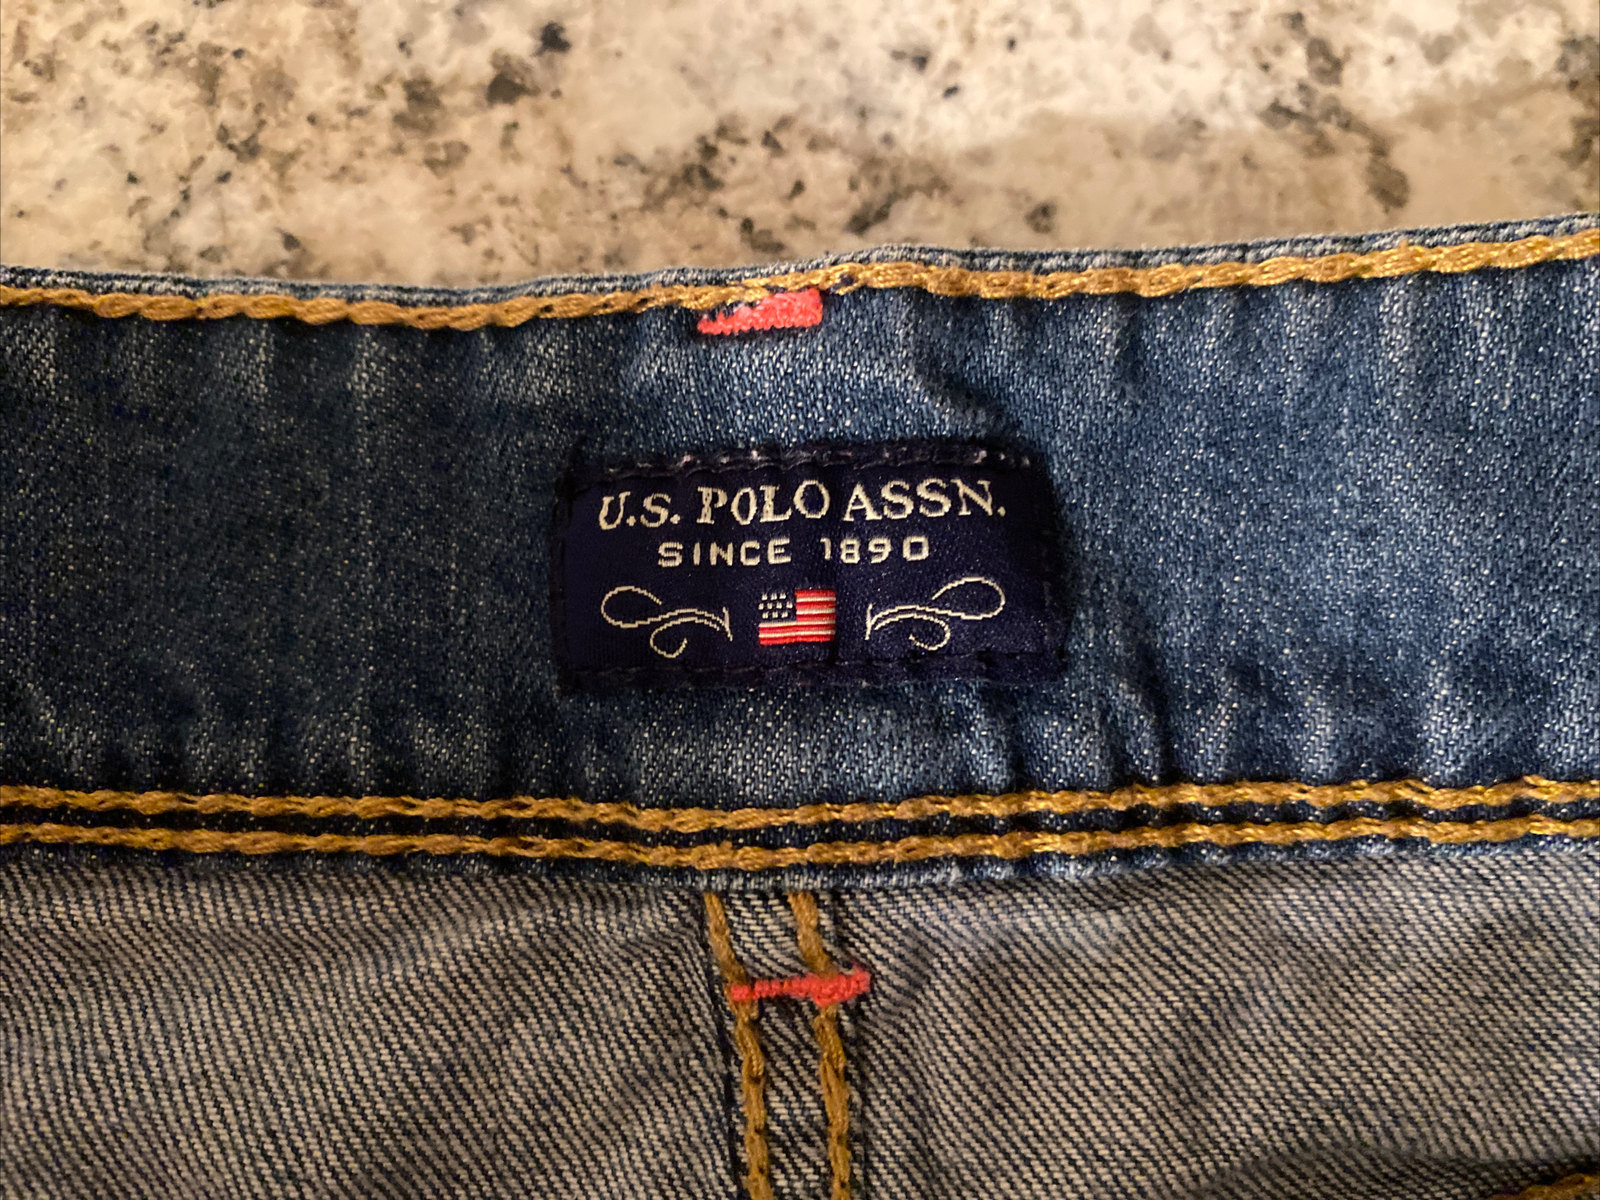 U.S. POLO ASSN.
SINCE 1890